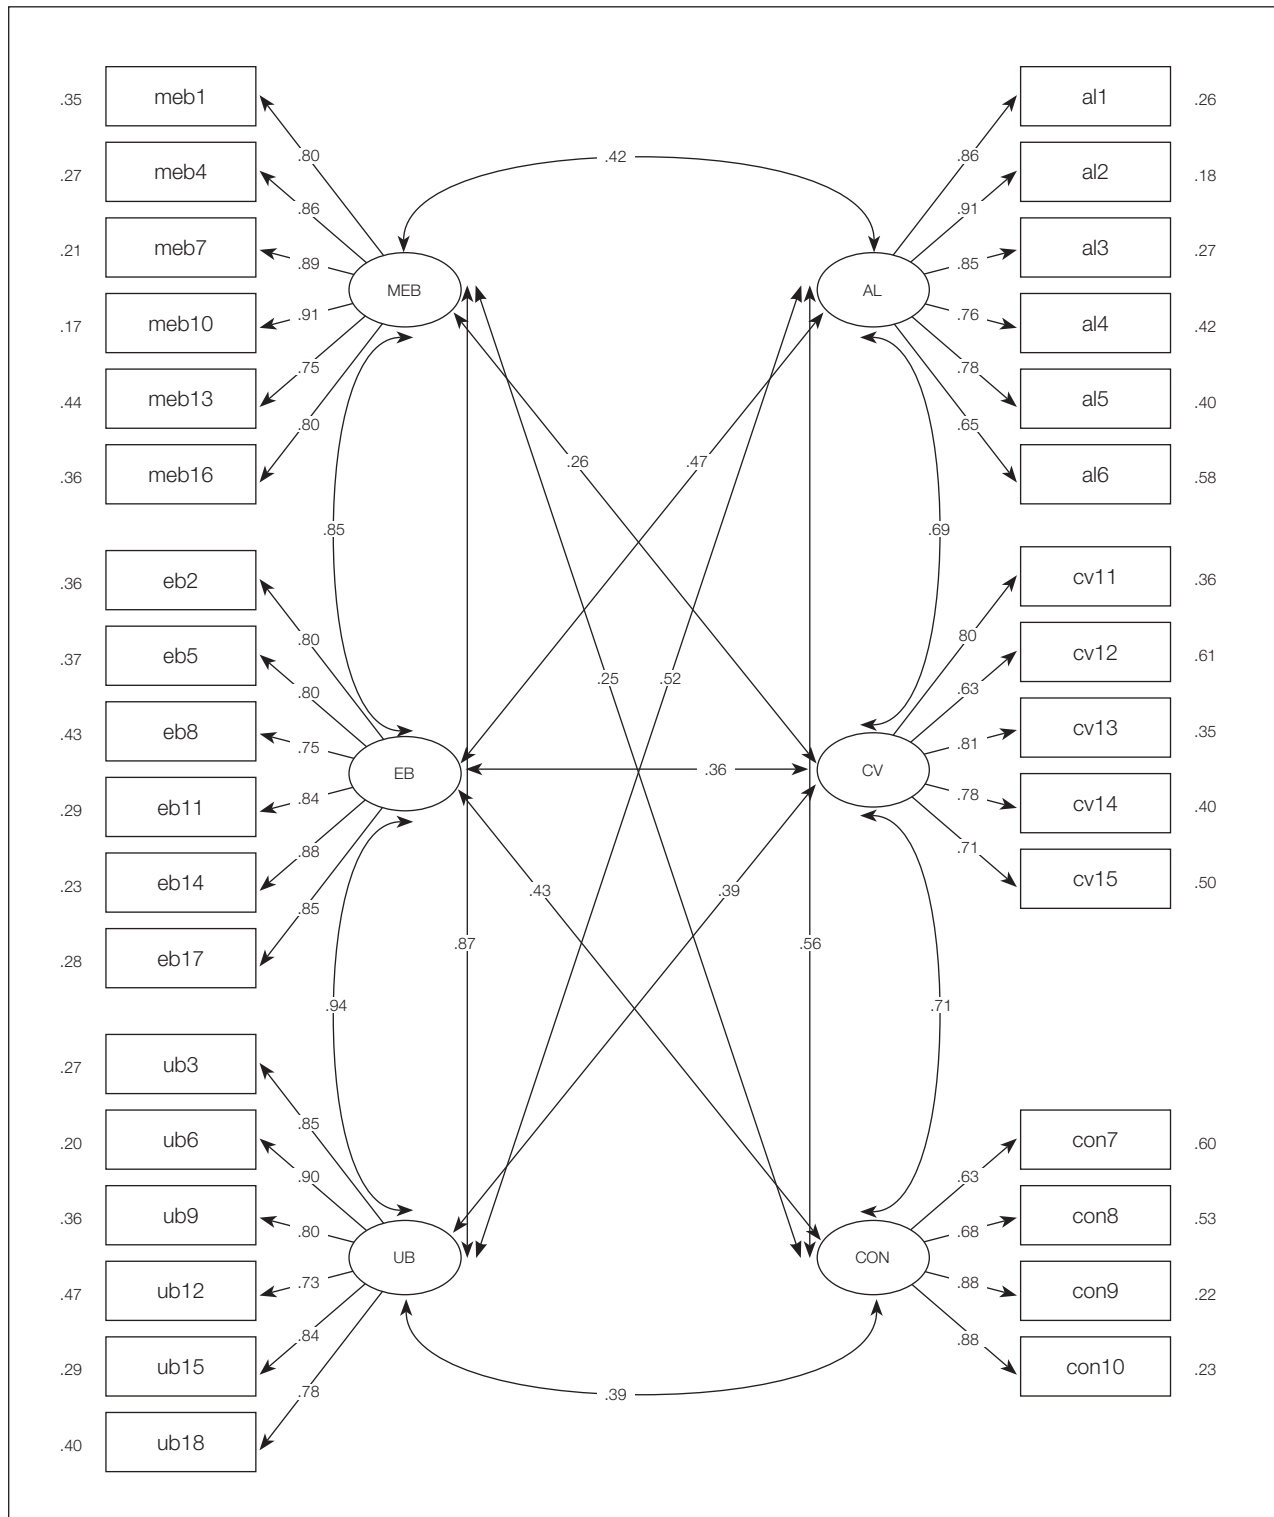 .35 meb1 .80
.27 meb4 .86
.21 meb7 .89
.17 meb10 .91
.44 meb13 .75
.36 meb16 .80
MEB
.42
al1 .26
.86
al2 .18
.91
al3 .27
.85
al4 .42
.76
al5 .40
.78
al6 .58
.65
AL
.26
.47
.85
.69
.36 eb2
.80
.37 eb5
.80
.43 eb8
.75
.29 eb11
.84
.23 eb14
.88
.28 eb17
.85
EB
.25
.52
.36
cv11 .36
80
cv12 .61
.63
cv13 .35
.81
cv14 .40
.78
cv15 .50
.71
CV
.43
.39
.87
.56
.94
.71
.27 ub3
.85
.20 ub6
.90
.36 ub9
.80
.47 ub12
.73
.29 ub15
.84
.40 ub18
.78
UB
con7 .60
.63
con8 .53
.68
con9 .22
.88
con10 .23
.88
CON
.39